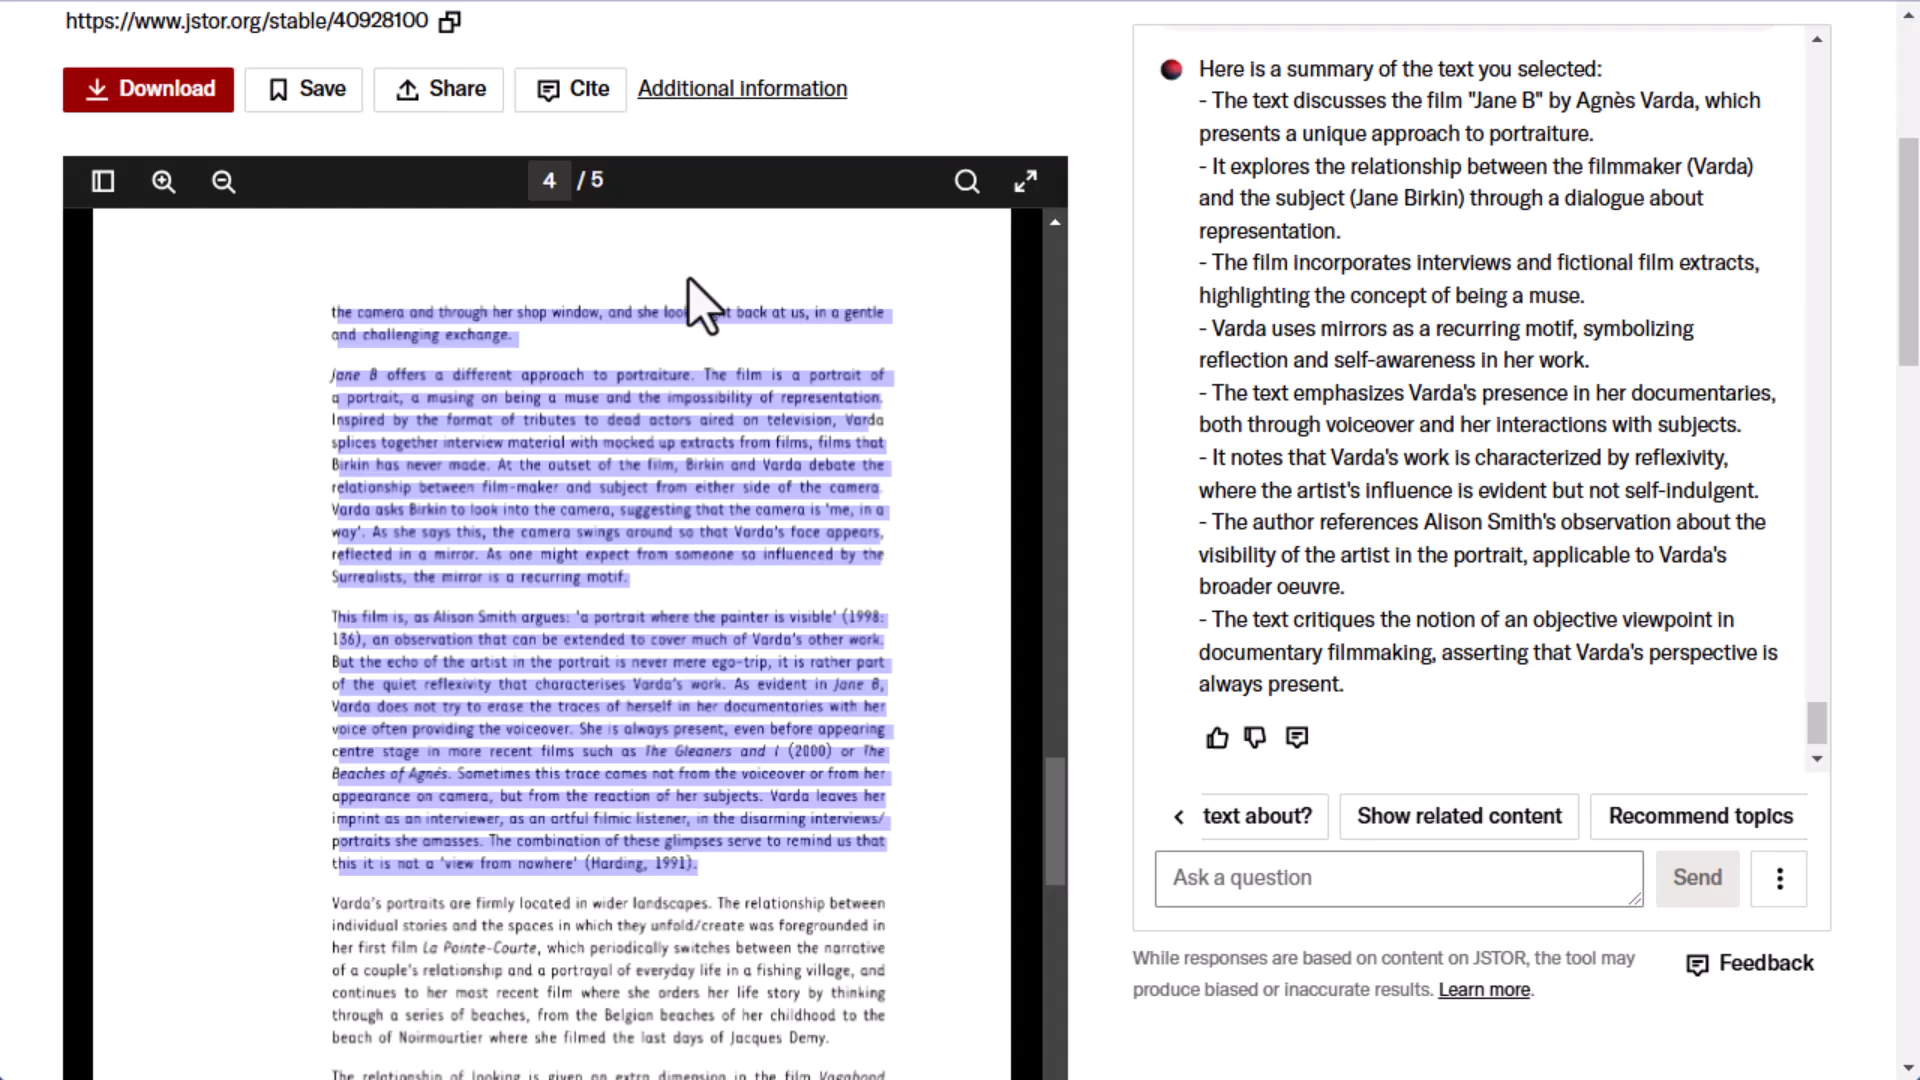 https://www.jstor.org/stable/40928100
Download
Save
Share
Cite
Additional Information
4 / 5
the camera and through her shop window, and she back at us, in a gentle
and challenging exchange.
Jane B offers a different approach to portraiture. The film is a portrait of
a portrait, a musing on being a muse and the impossibility of representation.
Inspired by the format of tributes to dead actors aired on television, Varda
splices together interview material with mocked up extracts from films, films that
Birkin has never made. At the outset of the film, Birkin and Varda debate the
relationship between film-maker and subject from either side of the camera.
Varda asks Birkin to look into the camera, suggesting that the camera is 'me, in a
way'. As she says this, the camera swings around so that Varda's face appears,
reflected in a mirror. As one might expect from someone so influenced by the
Surrealists, the mirror is a recurring motif.
This film is, as Alison Smith argues: 'a portrait where the painter is visible' (1998:
136), an observation that can be extended to cover much of Varda's other work.
But the echo of the artist in the portrait is never mere ego-trip, it is rather part
of the quiet reflexivity that characterises Varda's work. As evident in Jane B,
Varda does not try to erase the traces of herself in her documentaries with her
voice often providing the voiceover. She is always present, even before appearing
centre stage in more recent films such as The Gleaners and I (2000) or The
Beaches of Agnès. Sometimes this trace comes not from the voiceover or from her
appearance on camera, but from the reaction of her subjects. Varda leaves her
imprint as an interviewer, as an artful filmic listener, in the disarming interviews/
portraits she amasses. The combination of these glimpses serve to remind us that
this it is not a 'view from nowhere' (Harding, 1991).
Varda's portraits are firmly located in wider landscapes. The relationship between
individual stories and the spaces in which they unfold/create was foregrounded in
her first film La Pointe-Courte, which periodically switches between the narrative
of a couple's relationship and a portrayal of everyday life in a fishing village, and
continues to her most recent film where she orders her life story by thinking
through a series of beaches, from the Belgian beaches of her childhood to the
beach of Noirmourtier where she filmed the last days of Jacques Demy.
The relationship of looking is given an extra dimension in the film Vagabond
Here is a summary of the text you selected:
- The text discusses the film "Jane B" by Agnès Varda, which
presents a unique approach to portraiture.
- It explores the relationship between the filmmaker (Varda)
and the subject (Jane Birkin) through a dialogue about
representation.
- The film incorporates interviews and fictional film extracts,
highlighting the concept of being a muse.
- Varda uses mirrors as a recurring motif, symbolizing
reflection and self-awareness in her work.
- The text emphasizes Varda's presence in her documentaries,
both through voiceover and her interactions with subjects.
- It notes that Varda's work is characterized by reflexivity,
where the artist's influence is evident but not self-indulgent.
- The author references Alison Smith's observation about the
visibility of the artist in the portrait, applicable to Varda's
broader oeuvre.
- The text critiques the notion of an objective viewpoint in
documentary filmmaking, asserting that Varda's perspective is
always present.
text about?
Show related content
Recommend topics
Ask a question
Send
While responses are based on content on JSTOR, the tool may
produce biased or inaccurate results. Learn more.
Feedback